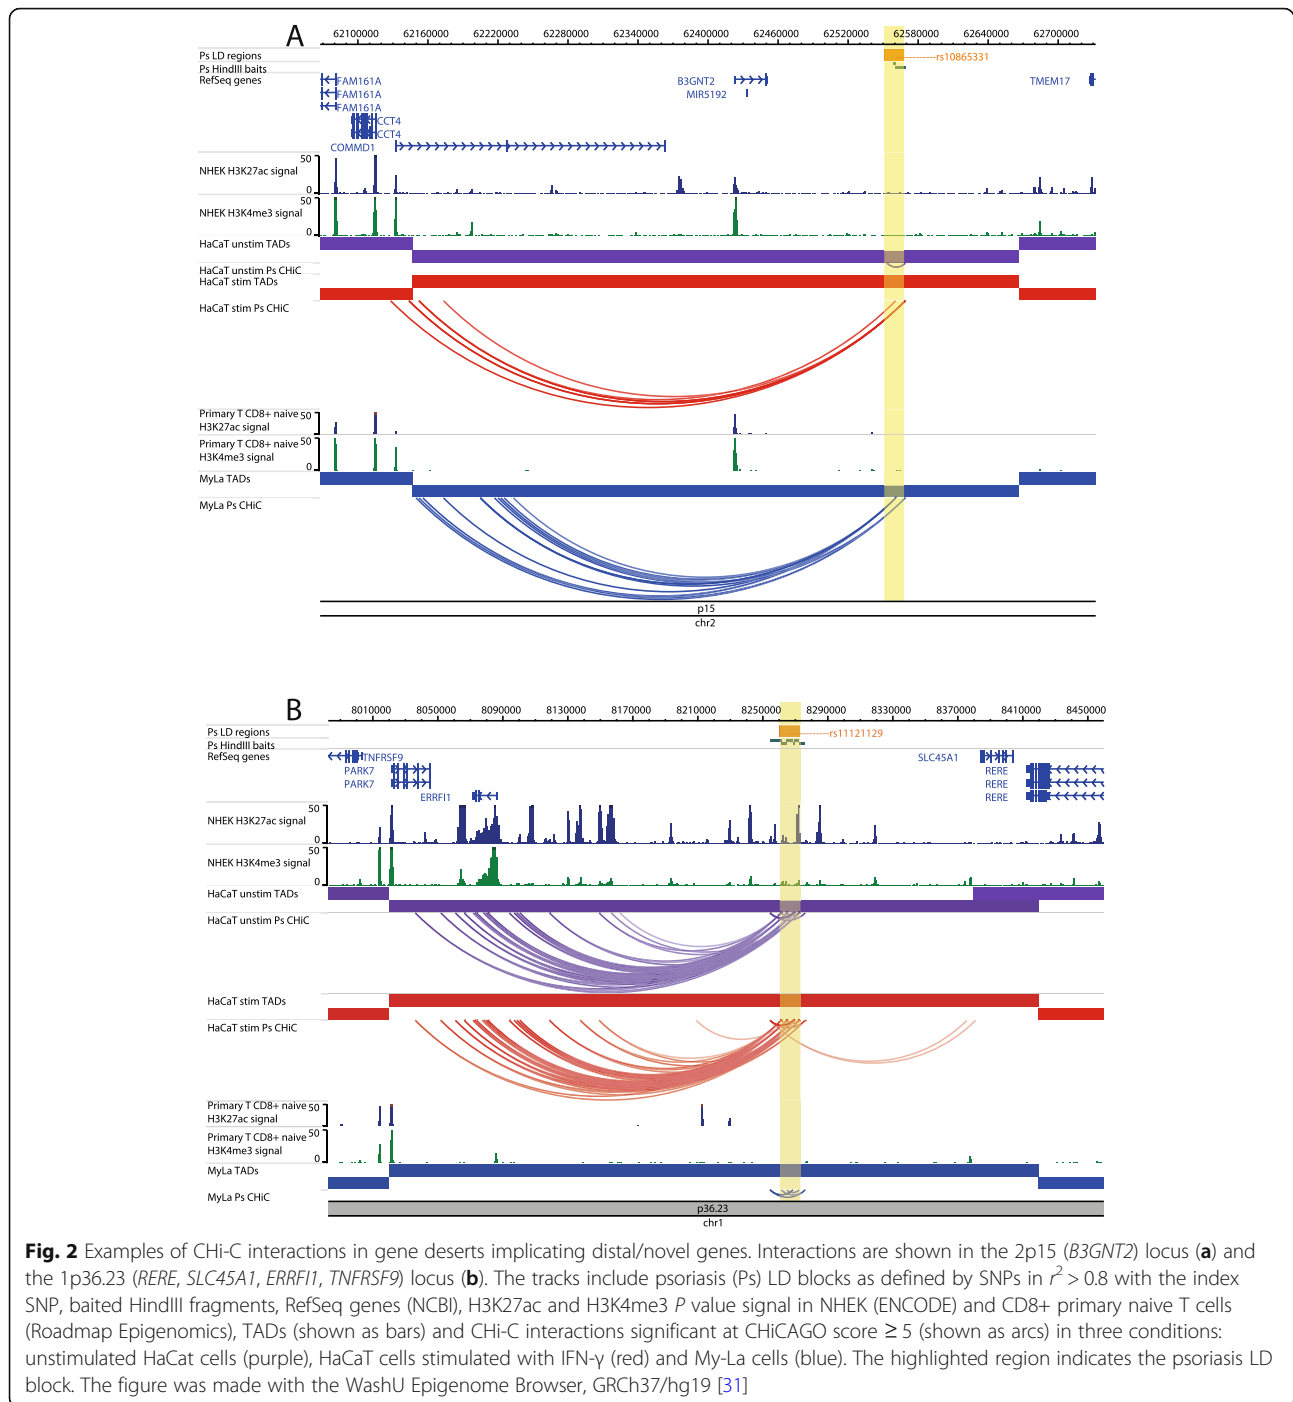 A
62100000 62160000 62220000 62280000 62340000 62400000 62460000 62520000 62580000 62640000 62700000
Ps LD regions
rs10865331
Ps HindIII baits
RefSeq genes
FAM161A B3GNT2 TMEM17
FAM161A MIR5192
FAM161A
CCT4
CCT4
COMMD1
50
NHEK H3K27ac signal
0
50
NHEK H3K4me3 signal
0
HaCaT unstim TADs
HaCaT unstim Ps CHiC
HaCaT stim TADs
HaCaT stim Ps CHiC
Primary T CD8+ naive 50
H3K27ac signal
0
Primary T CD8+ naive 50
H3K4me3 signal
0
MyLa TADs
MyLa Ps CHiC
p15
chr2
B
8010000 8050000 8090000 8130000 8170000 8210000 8250000 8290000 8330000 8370000 8410000 8450000
Ps LD regions
rs11121129
Ps HindIII baits
RefSeq genes
TNFRSF9 SLC45A1
PARK7 RERE
PARK7 RERE
ERRFI1 RERE
50
NHEK H3K27ac signal
0
50
NHEK H3K4me3 signal
0
HaCaT unstim TADs
HaCaT unstim Ps CHiC
HaCaT stim TADs
HaCaT stim Ps CHiC
Primary T CD8+ naive 50
H3K27ac signal
0
Primary T CD8+ naive 50
H3K4me3 signal
0
MyLa TADs
MyLa Ps CHiC
p36.23
chr1
Fig. 2 Examples of CHi-C interactions in gene deserts implicating distal/novel genes. Interactions are shown in the 2p15 (B3GNT2) locus (a) and
the 1p36.23 (RERE, SLC45A1, ERRFI1, TNFRSF9) locus (b). The tracks include psoriasis (Ps) LD blocks as defined by SNPs in r² > 0.8 with the index
SNP, baited HindIII fragments, RefSeq genes (NCBI), H3K27ac and H3K4me3 P value signal in NHEK (ENCODE) and CD8+ primary naive T cells
(Roadmap Epigenomics), TADs (shown as bars) and CHi-C interactions significant at CHiCAGO score ≥ 5 (shown as arcs) in three conditions:
unstimulated HaCat cells (purple), HaCaT cells stimulated with IFN-γ (red) and My-La cells (blue). The highlighted region indicates the psoriasis LD
block. The figure was made with the WashU Epigenome Browser, GRCh37/hg19 [31]